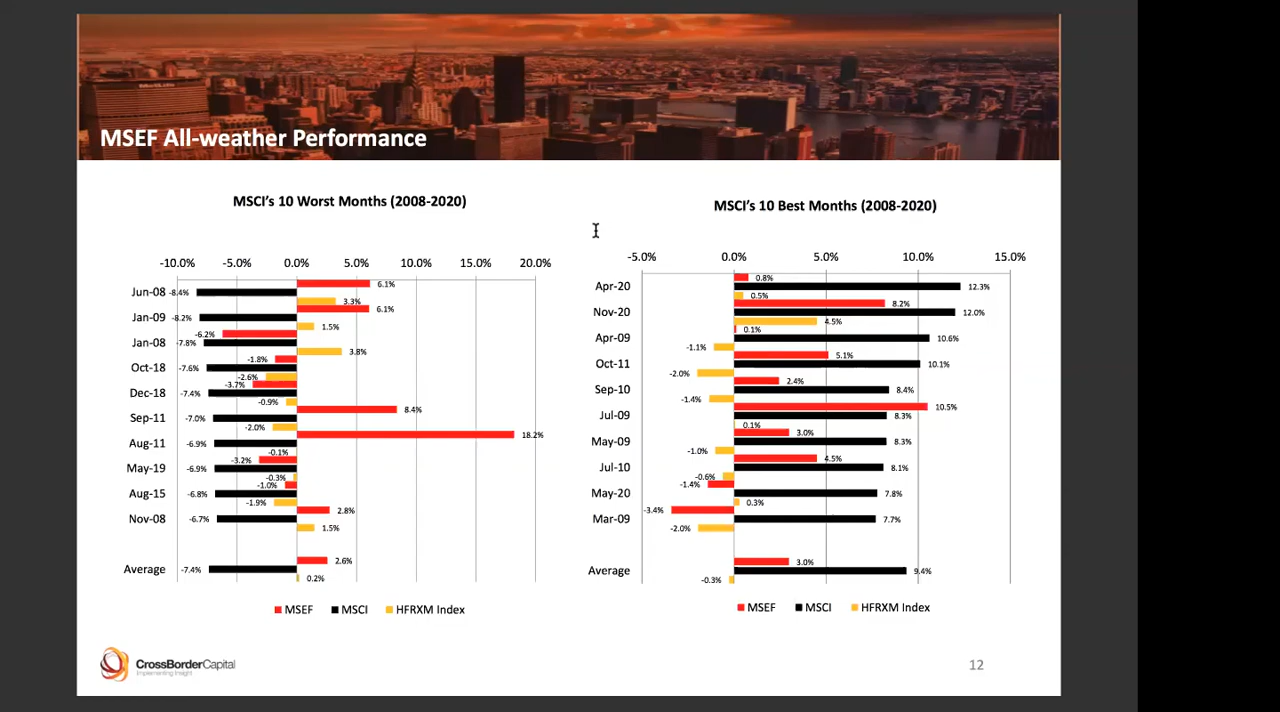 MSEF All-weather Performance
MSCI's 10 Worst Months (2008-2020)
-10.0% -5.0% 0.0% 5.0% 10.0% 15.0% 20.0%
6.1%
Jun-08 -8.4%
3.3%
6.1%
Jan-09 -8.2%
1.5%
-6.2%
Jan-08 -7.8%
3.8%
-1.8%
Oct-18 -7.6%
-2.6%
-3.7%
Dec-18 -7.4%
-0.9%
8.4%
Sep-11 -7.0%
-2.0%
18.2%
Aug-11 -6.9%
-0.1%
-3.2%
May-19 -6.9%
-0.3%
-1.0%
Aug-15 -6.8%
-1.9%
2.8%
Nov-08 -6.7%
1.5%
2.6%
Average -7.4%
0.2%
MSEF MSCI HFRXM Index
MSCI's 10 Best Months (2008-2020)
-5.0% 0.0% 5.0% 10.0% 15.0%
0.8%
Apr-20 12.3%
0.5%
8.2%
Nov-20 12.0%
4.5%
0.1%
Apr-09 10.6%
-1.1%
5.1%
Oct-11 10.1%
-2.0%
2.4%
Sep-10 8.4%
-1.4%
10.5%
Jul-09 8.3%
0.1%
3.0%
May-09 8.3%
-1.0%
4.5%
Jul-10 8.1%
-0.6%
-1.4%
May-20 7.8%
0.3%
-3.4%
Mar-09 7.7%
-2.0%
3.0%
Average 9.4%
-0.3%
MSEF MSCI HFRXM Index
CrossBorderCapital
Implementing Insight
12